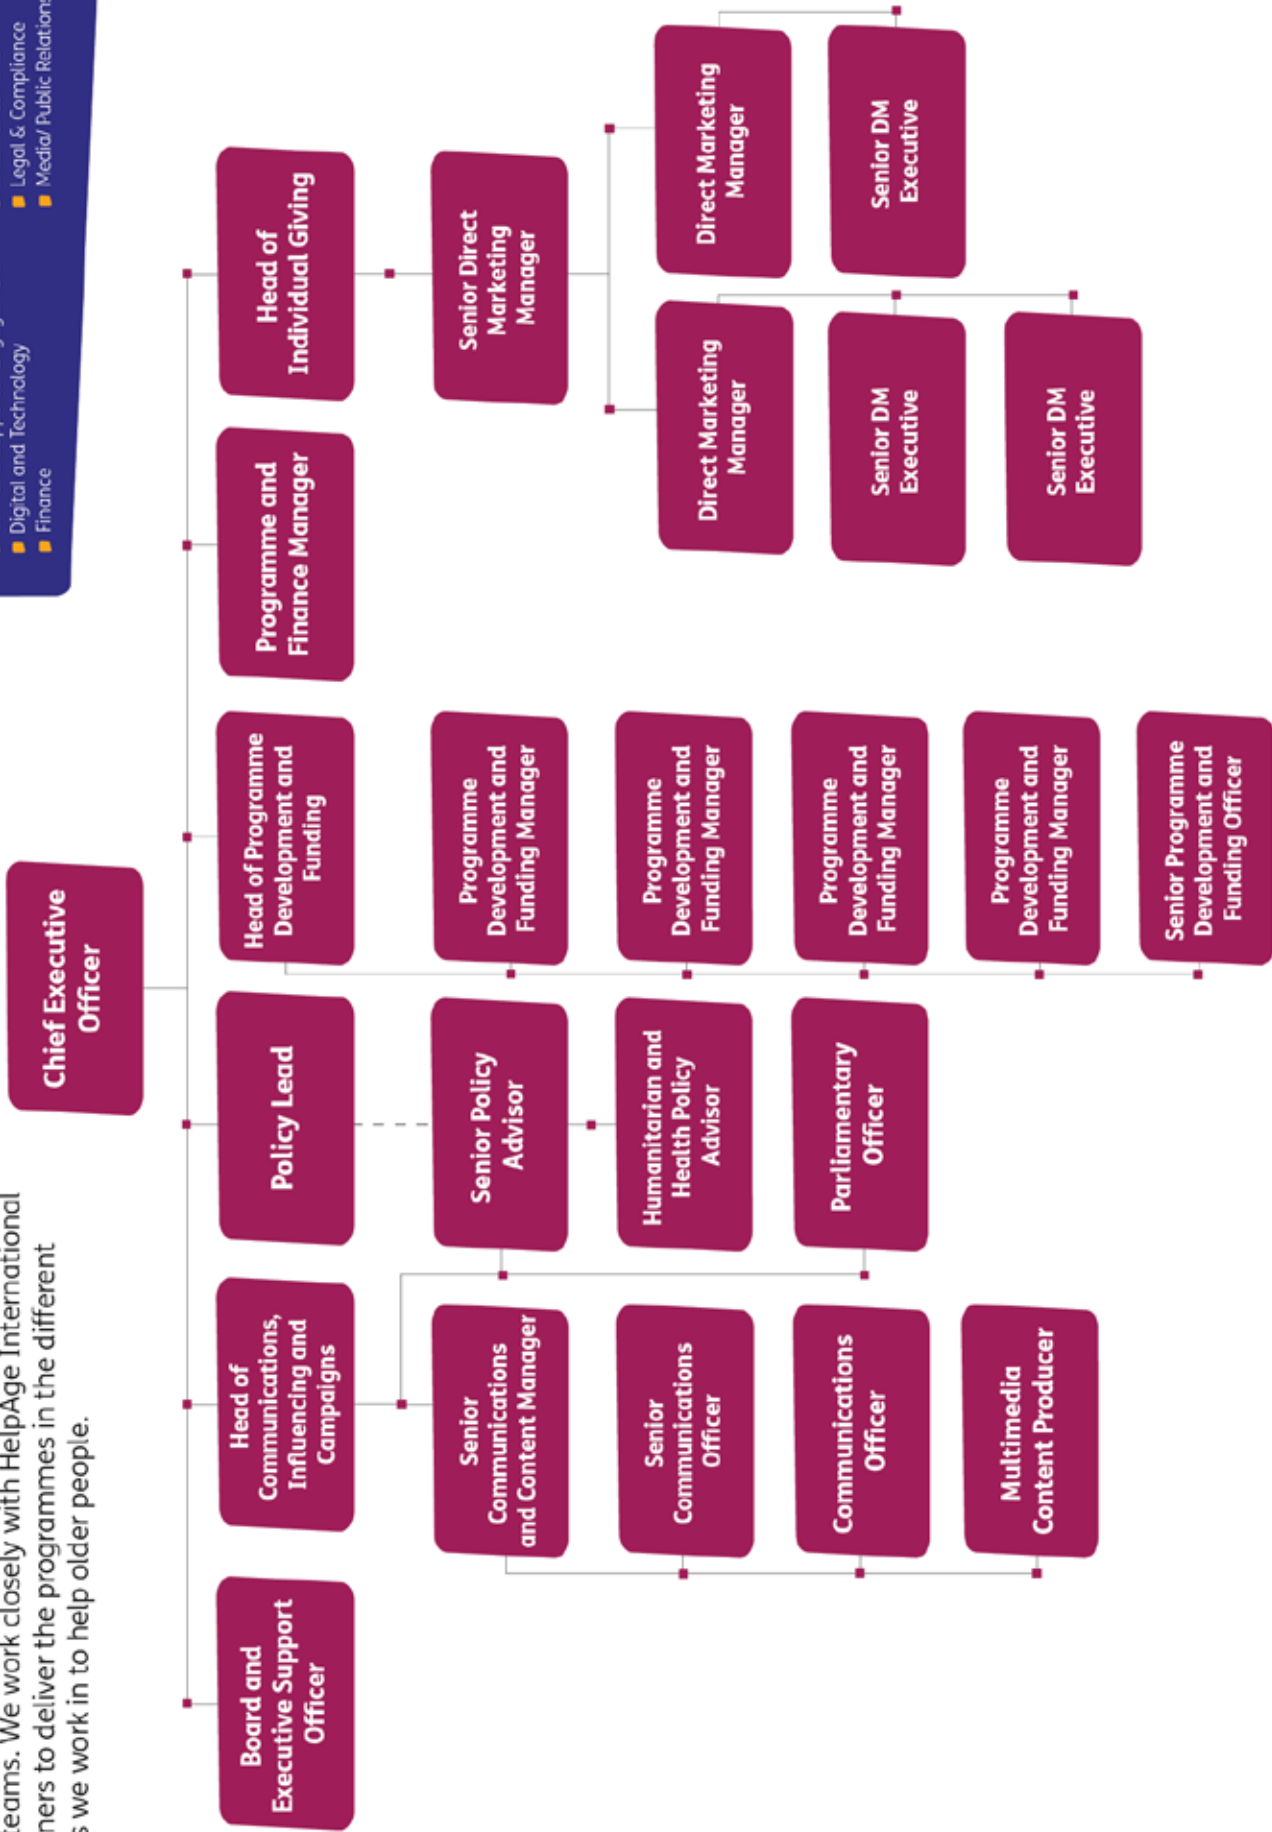 teams. We work closely with HelpAge International
to deliver the programmes in the different
we work in to help older people.
Digital and Technology
Finance
Legal & Compliance
Media/ Public Relations
Chief Executive
Officer
Board and
Executive Support
Officer
Head of
Communications,
Influencing and
Campaigns
Policy Lead
Head of Programme
Development and
Funding
Programme and
Finance Manager
Head of
Individual Giving
Senior
Communications
and Content Manager
Senior Policy
Advisor
Programme
Development and
Funding Manager
Senior Direct
Marketing
Manager
Senior
Communications
Officer
Humanitarian and
Health Policy
Advisor
Programme
Development and
Funding Manager
Direct Marketing
Manager
Direct Marketing
Manager
Communications
Officer
Parliamentary
Officer
Programme
Development and
Funding Manager
Senior DM
Executive
Senior DM
Executive
Multimedia
Content Producer
Programme
Development and
Funding Manager
Senior DM
Executive
Senior Programme
Development and
Funding Officer